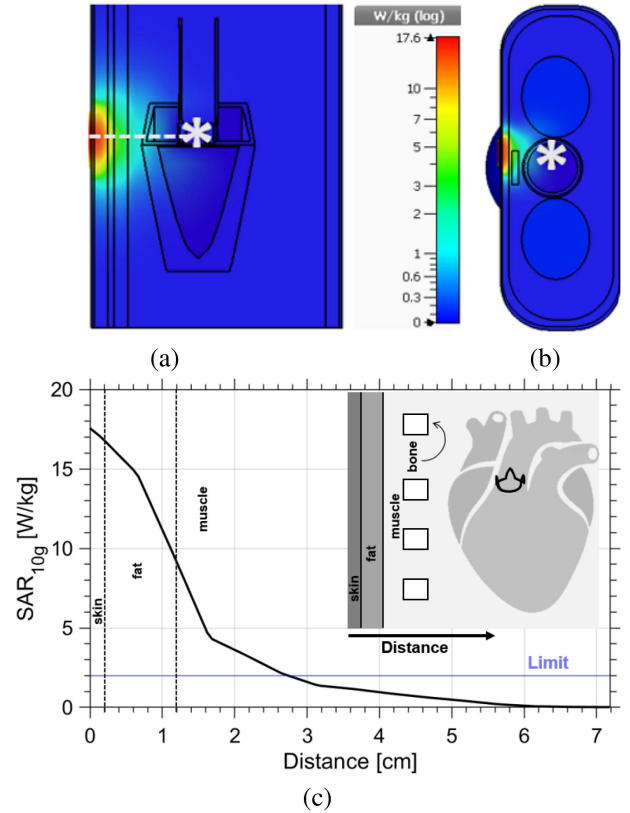 W/kg (log)
17.6
10
7
5
3
2
1
0.6
0.3
0
(a)
(b)
20
15
10
5
0
SAR10g [W/kg]
skin
fat
muscle
skin
fat
muscle
bone
Distance
Limit
0 1 2 3 4 5 6 7
Distance [cm]
(c)